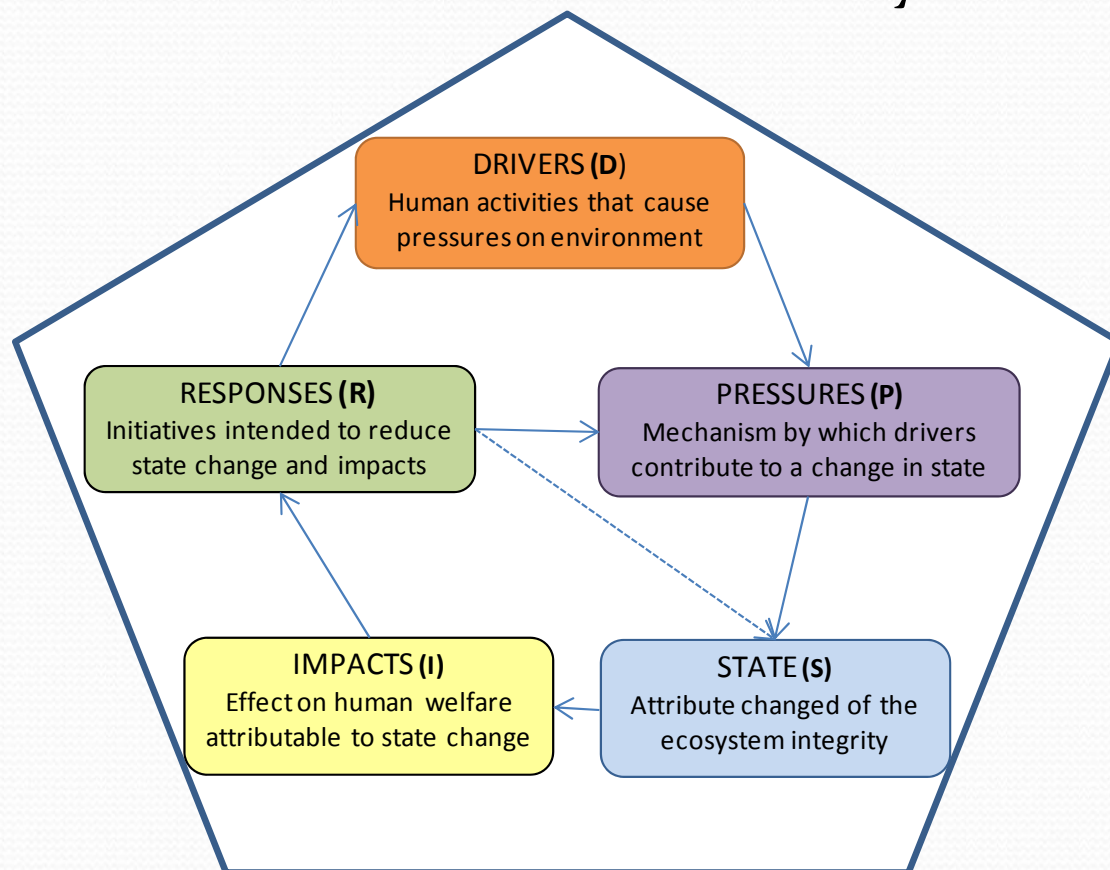 DRIVERS (D)
Human activities that cause
pressures on environment
RESPONSES (R)
Initiatives intended to reduce
state change and impacts
PRESSURES (P)
Mechanism by which drivers
contribute to a change in state
IMPACTS (I)
Effect on human welfare
attributable to state change
STATE (S)
Attribute changed of the
ecosystem integrity